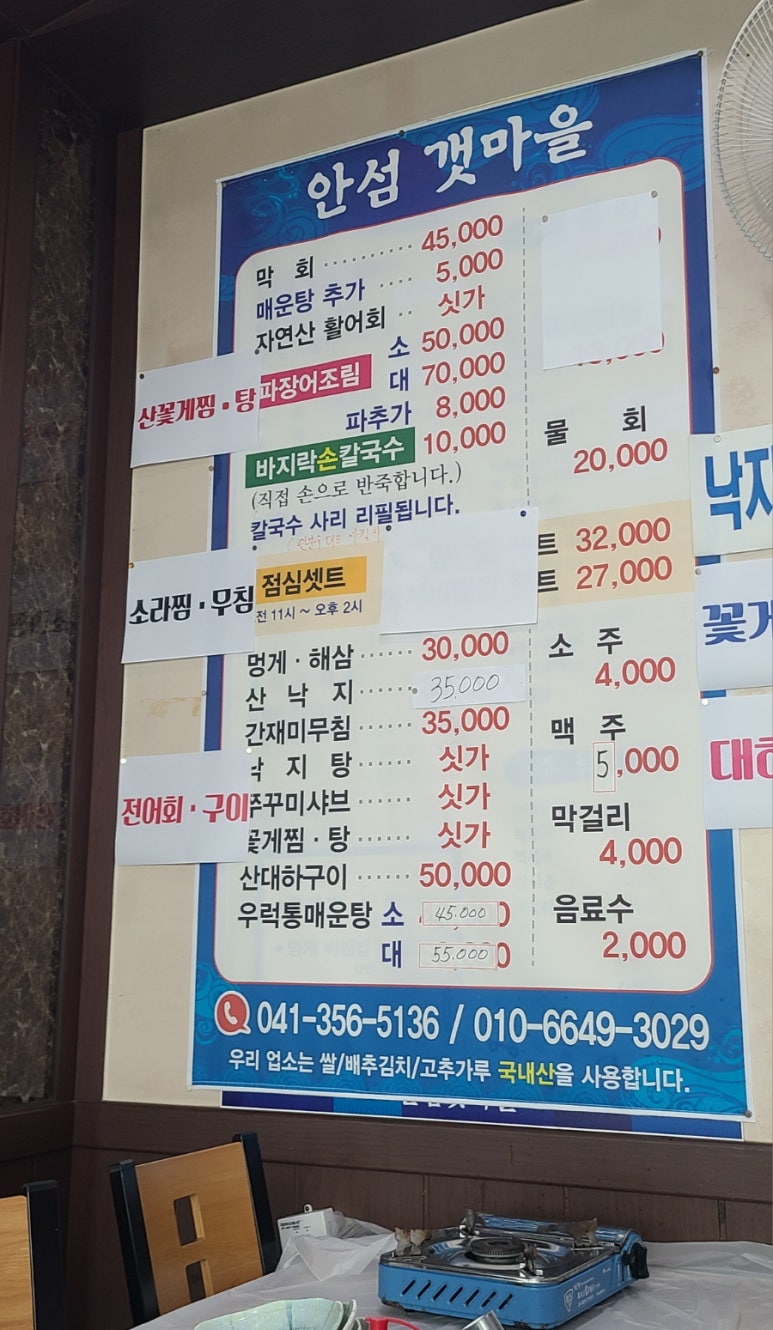 안섬 갯마을
막 회 ·········· 45,000
매운탕 추가 ···· 5,000
자연산 활어회 ·· 싯가
소 50,000
파장어조림 대 70,000
파추가 8,000
바지락손칼국수 10,000
(직접 손으로 반죽합니다.)
칼국수 사리 리필됩니다.
점심셋트
전 11시 ~ 오후 2시
멍게 · 해삼 ······ 30,000
산 낙 지 ······ 35,000
간재미무침 ······ 35,000
낙 지 탕 ······ 싯가
쭈꾸미샤브 ······ 싯가
꽃게찜 · 탕 ······ 싯가
산대하구이 ······ 50,000
우럭통매운탕 소 45.000
대 55.000
물 회
20,000
트 32,000
트 27,000
소 주
4,000
맥 주
5,000
막걸리
4,000
음료수
2,000
041-356-5136 / 010-6649-3029
우리 업소는 쌀/배추김치/고추가루 국내산을 사용합니다.
산꽃게찜 · 탕
소라찜 · 무침
전어회 · 구이
꽃게